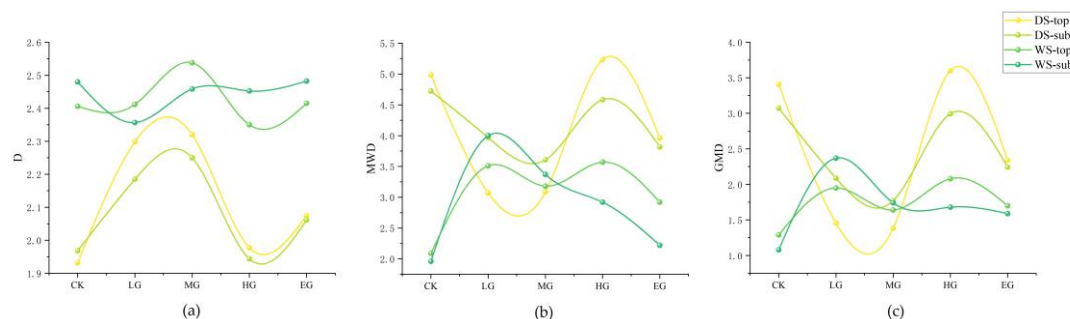 DS-top
DS-sub
WS-top
WS-sub
D
2.6
2.5
2.4
2.3
2.2
2.1
2.0
1.9
CK LG MG HG EG
(a)
MWD
5.5
5.0
4.5
4.0
3.5
3.0
2.5
2.0
CK LG MG HG EG
(b)
GMD
4.0
3.5
3.0
2.5
2.0
1.5
1.0
CK LG MG HG EG
(c)